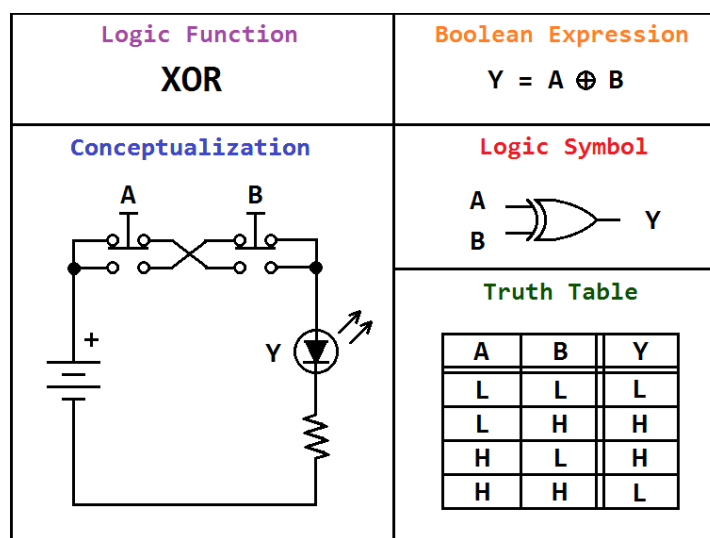 Logic Function
XOR
Boolean Expression
Y = A ⊕ B
Conceptualization
A B
+
Y
Logic Symbol
A
B
Y
Truth Table
A B Y
L L L
L H H
H L H
H H L